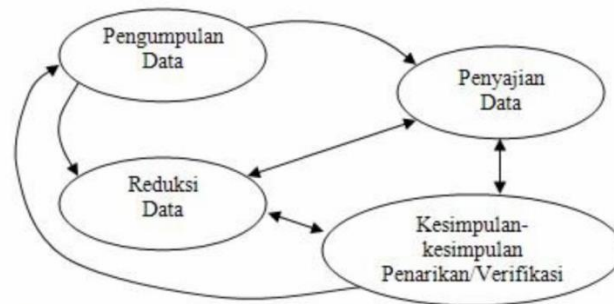 Pengumpulan
Data
Penyajian
Data
Reduksi
Data
Kesimpulan-
kesimpulan
Penarikan/Verifikasi